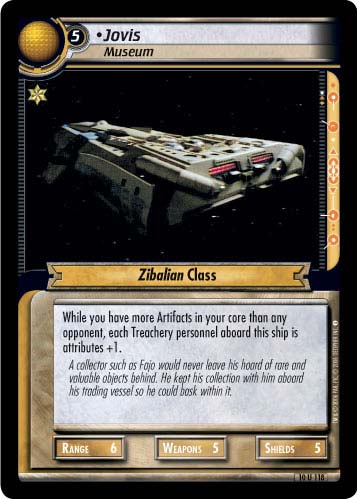 5 •Jovis
Museum
Zibalian Class
While you have more Artifacts in your core than any
opponent, each Treachery personnel aboard this ship is
attributes +1.
A collector such as Fajo would never leave his hoard of rare and
valuable objects behind. He kept his collection with him aboard
his trading vessel so he could bask within it.
RANGE 6 WEAPONS 5 SHIELDS 5
10 U 118